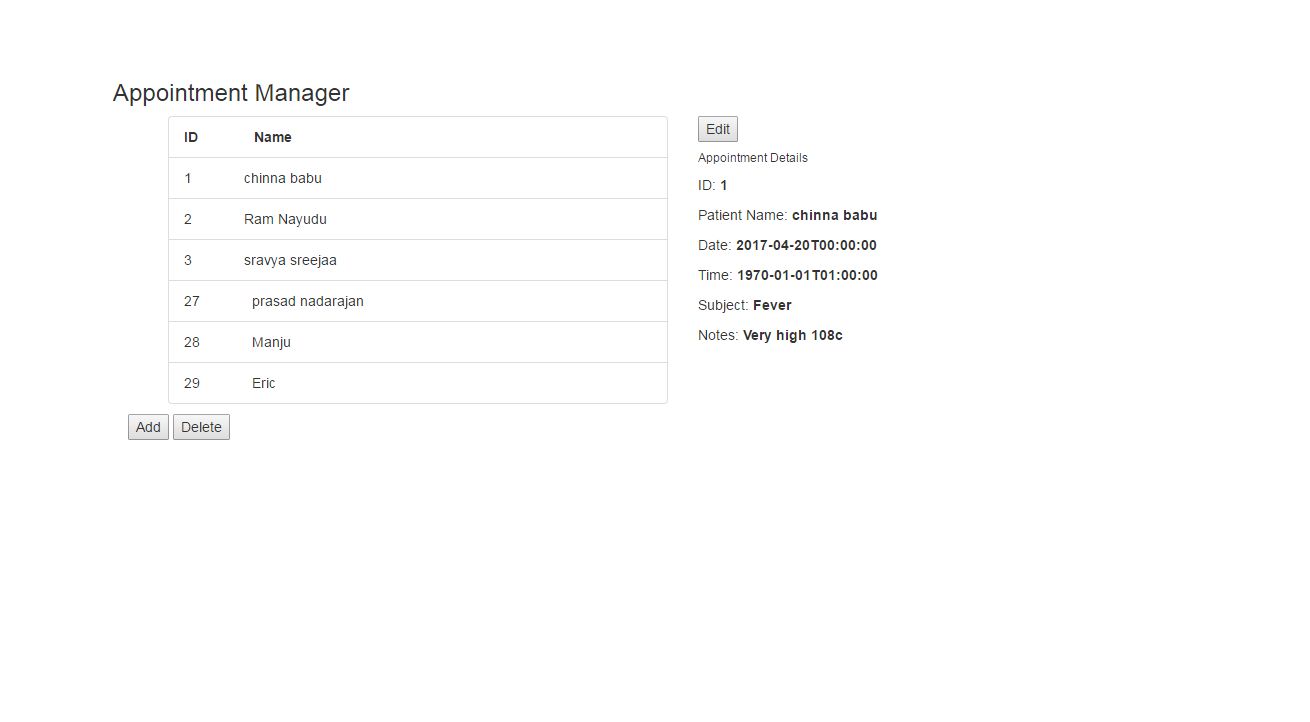 Appointment Manager
ID Name
1 chinna babu
2 Ram Nayudu
3 sravya sreejaa
27 prasad nadarajan
28 Manju
29 Eric
Add Delete
Edit
Appointment Details
ID: 1
Patient Name: chinna babu
Date: 2017-04-20T00:00:00
Time: 1970-01-01T01:00:00
Subject: Fever
Notes: Very high 108c